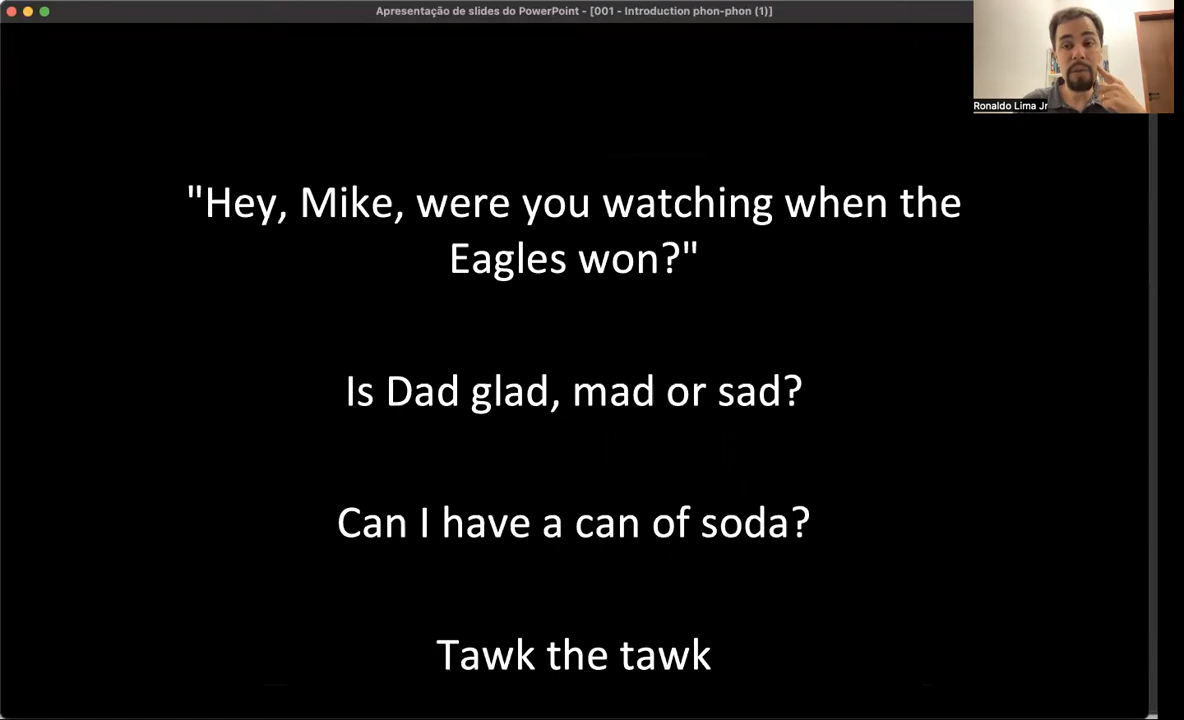 Apresentação de slides do PowerPoint - [001 - Introduction phon-phon (1)]
Ronaldo Lima Jr
"Hey, Mike, were you watching when the
Eagles won?"
Is Dad glad, mad or sad?
Can I have a can of soda?
Tawk the tawk